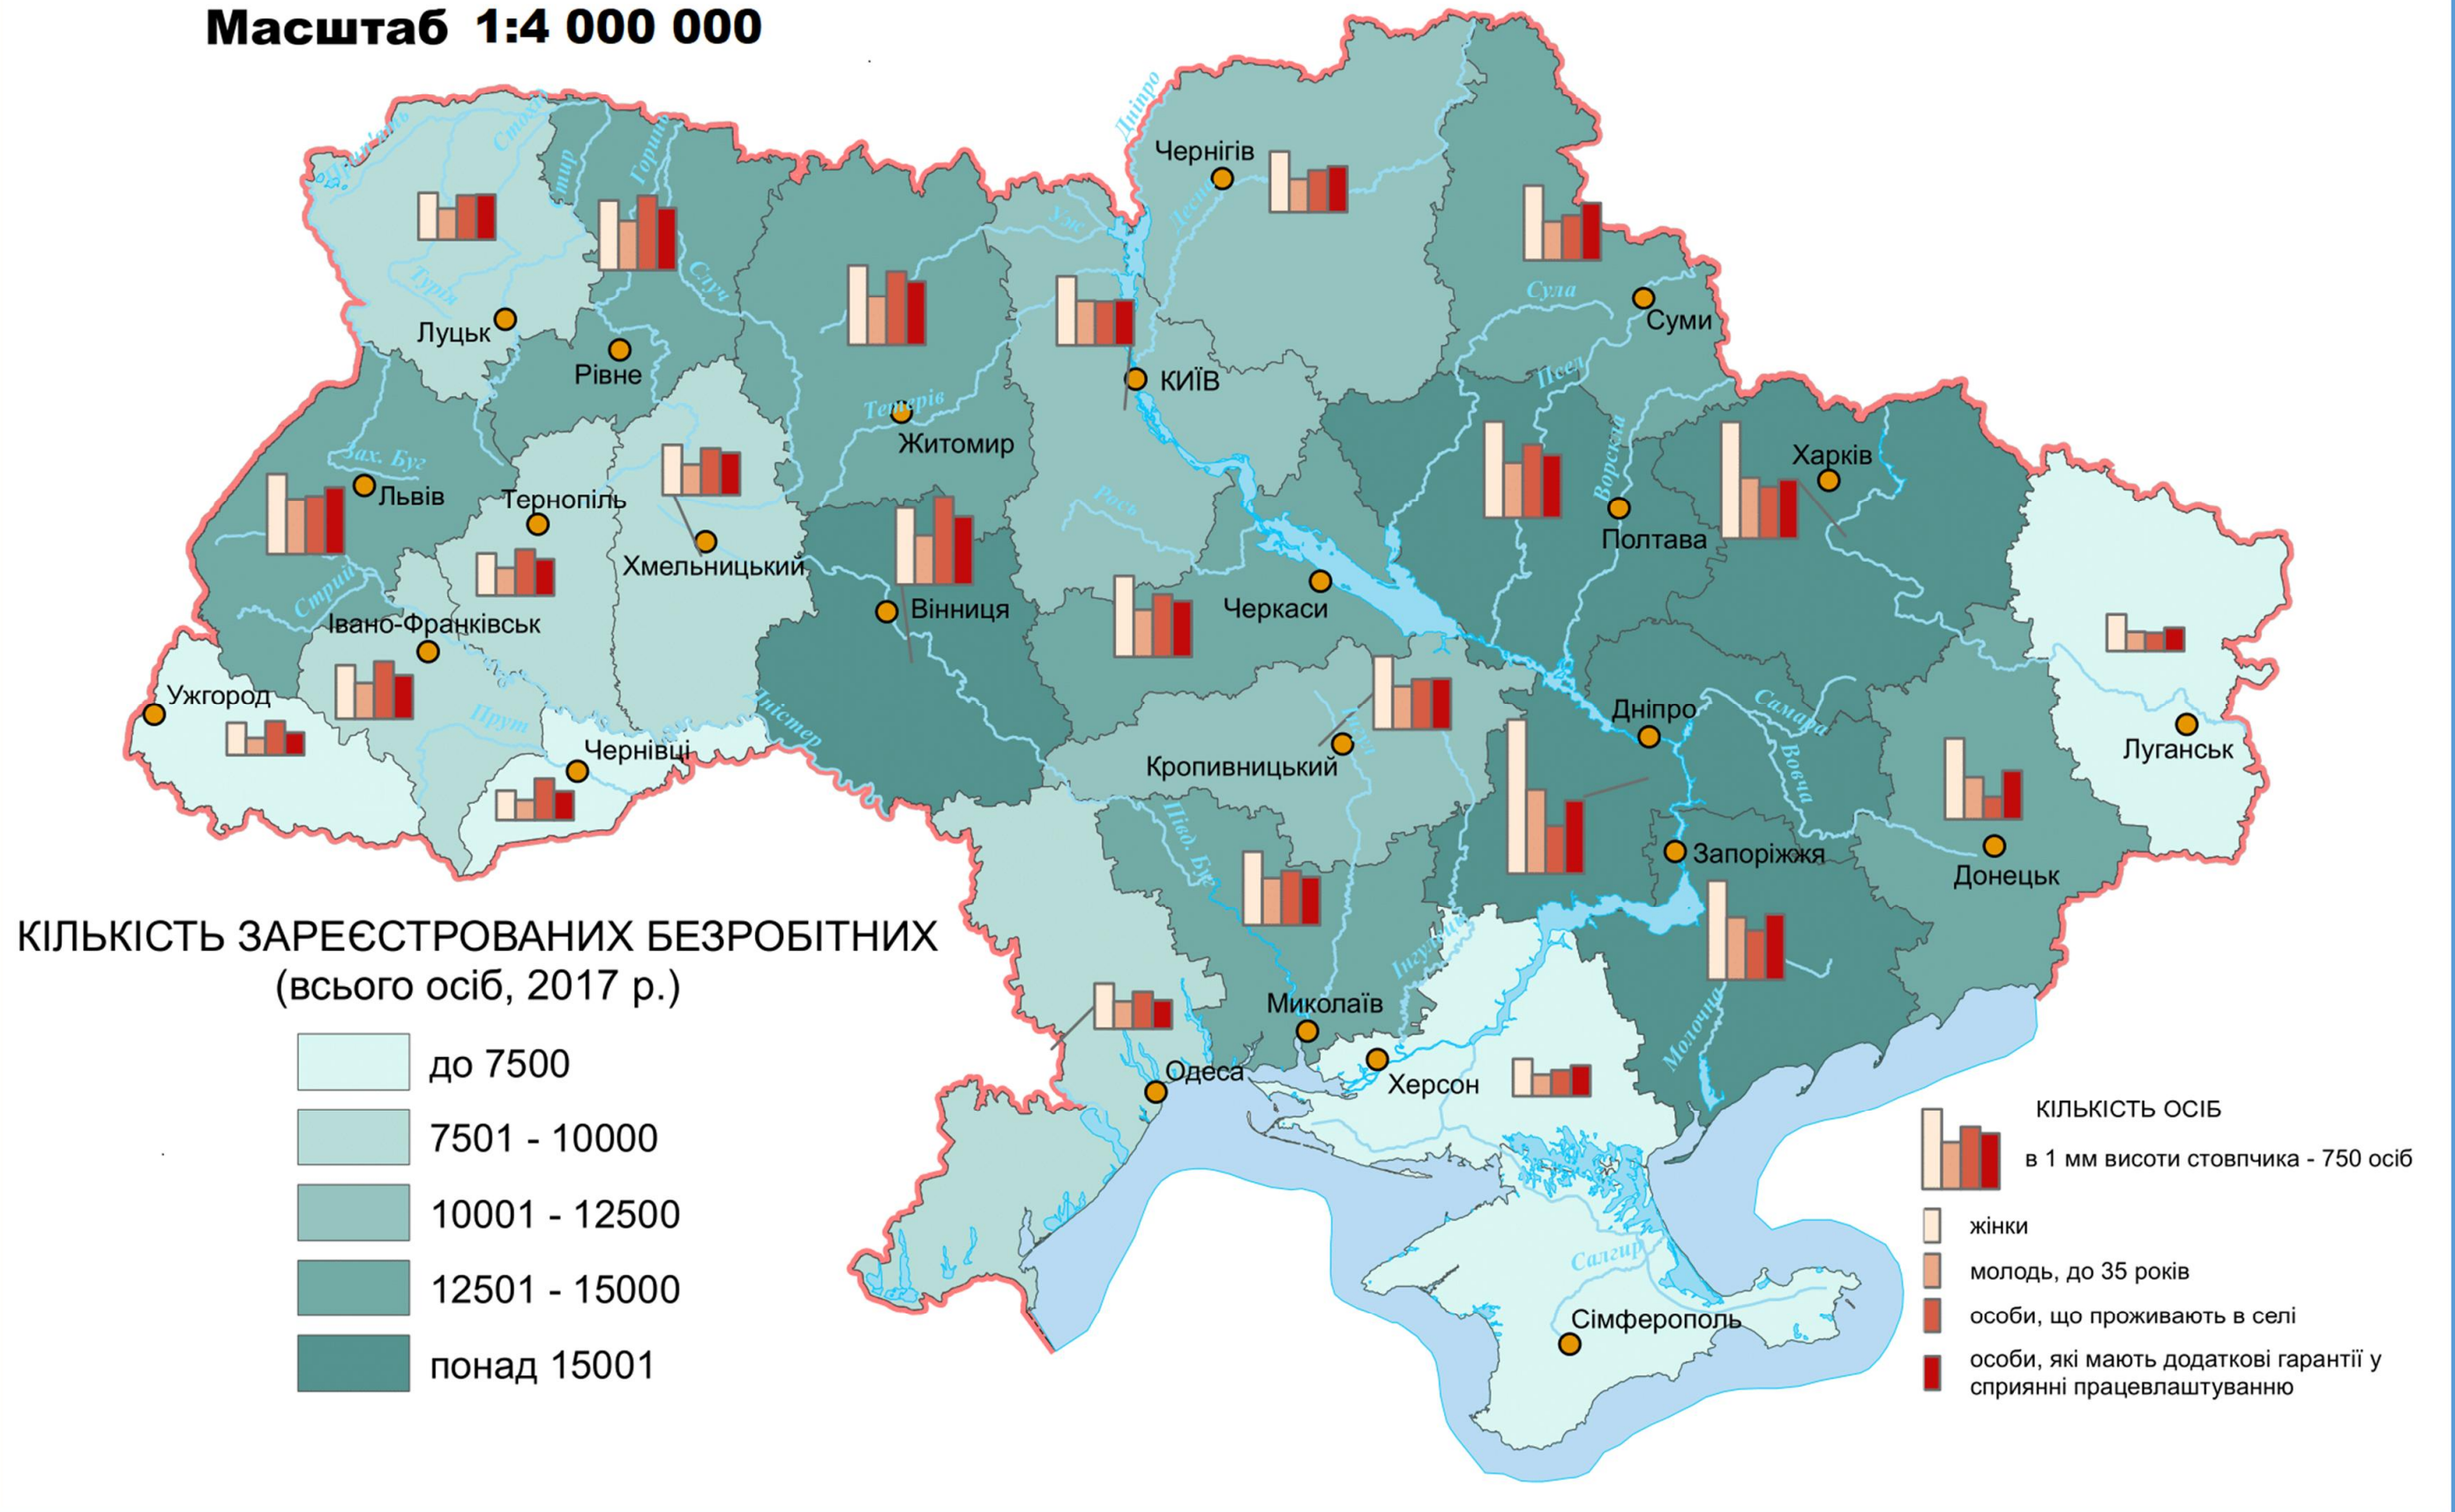 Масштаб 1:4 000 000
Дніпро
Прип'ять
Стохід
Стир
Горинь
Чернігів
Десна
Уж
Турія
Случ
Сула
Суми
Луцьк
Рівне
КИЇВ
Псел
Тетерів
Житомир
Ворскла
Харків
Зах. Буг
Львів
Тернопіль
Рось
Полтава
Хмельницький
Стрий
Вінниця
Черкаси
Івано-Франківськ
Ужгород
Прут
Дністер
Чернівці
Інгул
Кропивницький
Дніпро
Самара
Вовча
Луганськ
Півд. Буг
Запоріжжя
Донецьк
Інгулець
Миколаїв
Молочна
Одеса
Херсон
Салгир
Сімферополь
КІЛЬКІСТЬ ЗАРЕЄСТРОВАНИХ БЕЗРОБІТНИХ
(всього осіб, 2017 р.)
до 7500
7501 - 10000
10001 - 12500
12501 - 15000
понад 15001
КІЛЬКІСТЬ ОСІБ
в 1 мм висоти стовпчика - 750 осіб
жінки
молодь, до 35 років
особи, що проживають в селі
особи, які мають додаткові гарантії у
сприянні працевлаштуванню